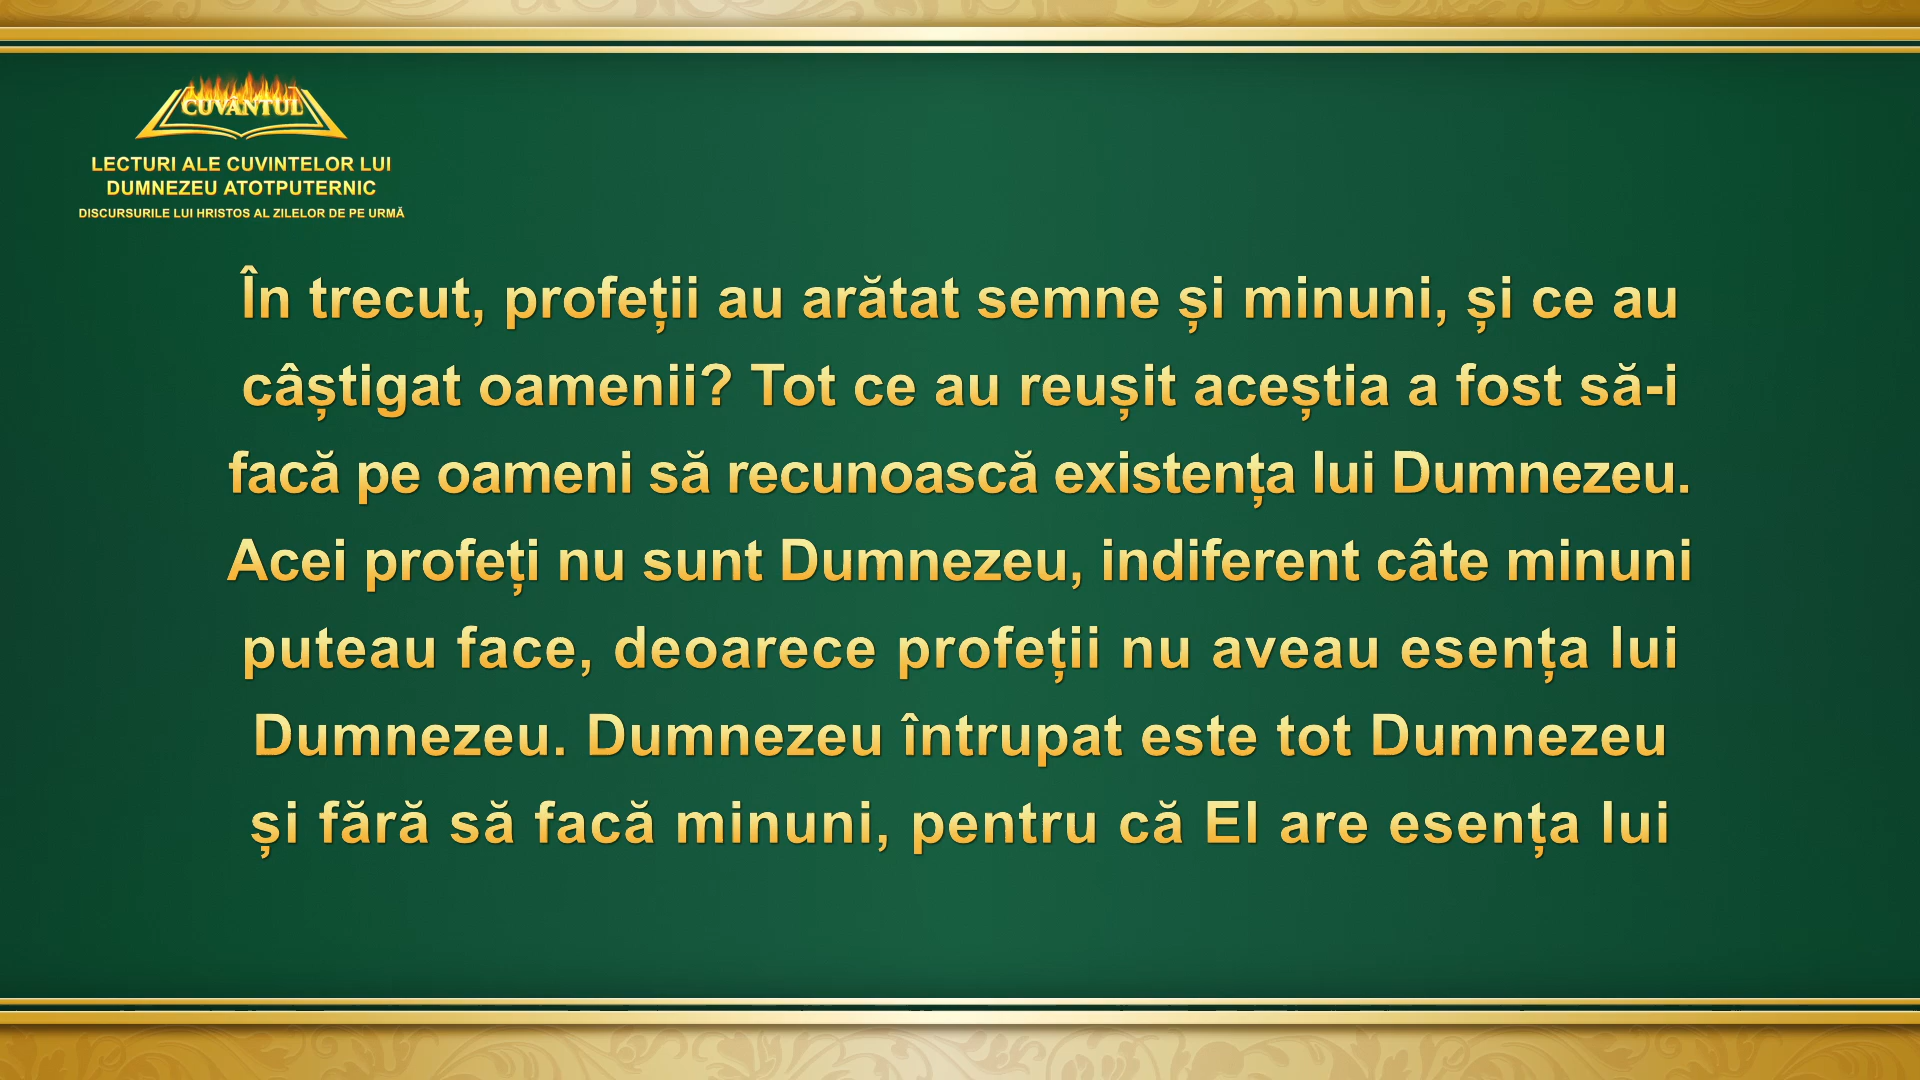 CUVÂNTUL
LECTURI ALE CUVINTELOR LUI
DUMNEZEU ATOTPUTERNIC
DISCURSURILE LUI HRISTOS AL ZILELOR DE PE URMĂ
În trecut, profeții au arătat semne și minuni, și ce au
câștigat oamenii? Tot ce au reușit aceștia a fost să-i
facă pe oameni să recunoască existența lui Dumnezeu.
Acei profeți nu sunt Dumnezeu, indiferent câte minuni
puteau face, deoarece profeții nu aveau esența lui
Dumnezeu. Dumnezeu întrupat este tot Dumnezeu
și fără să facă minuni, pentru că El are esența lui